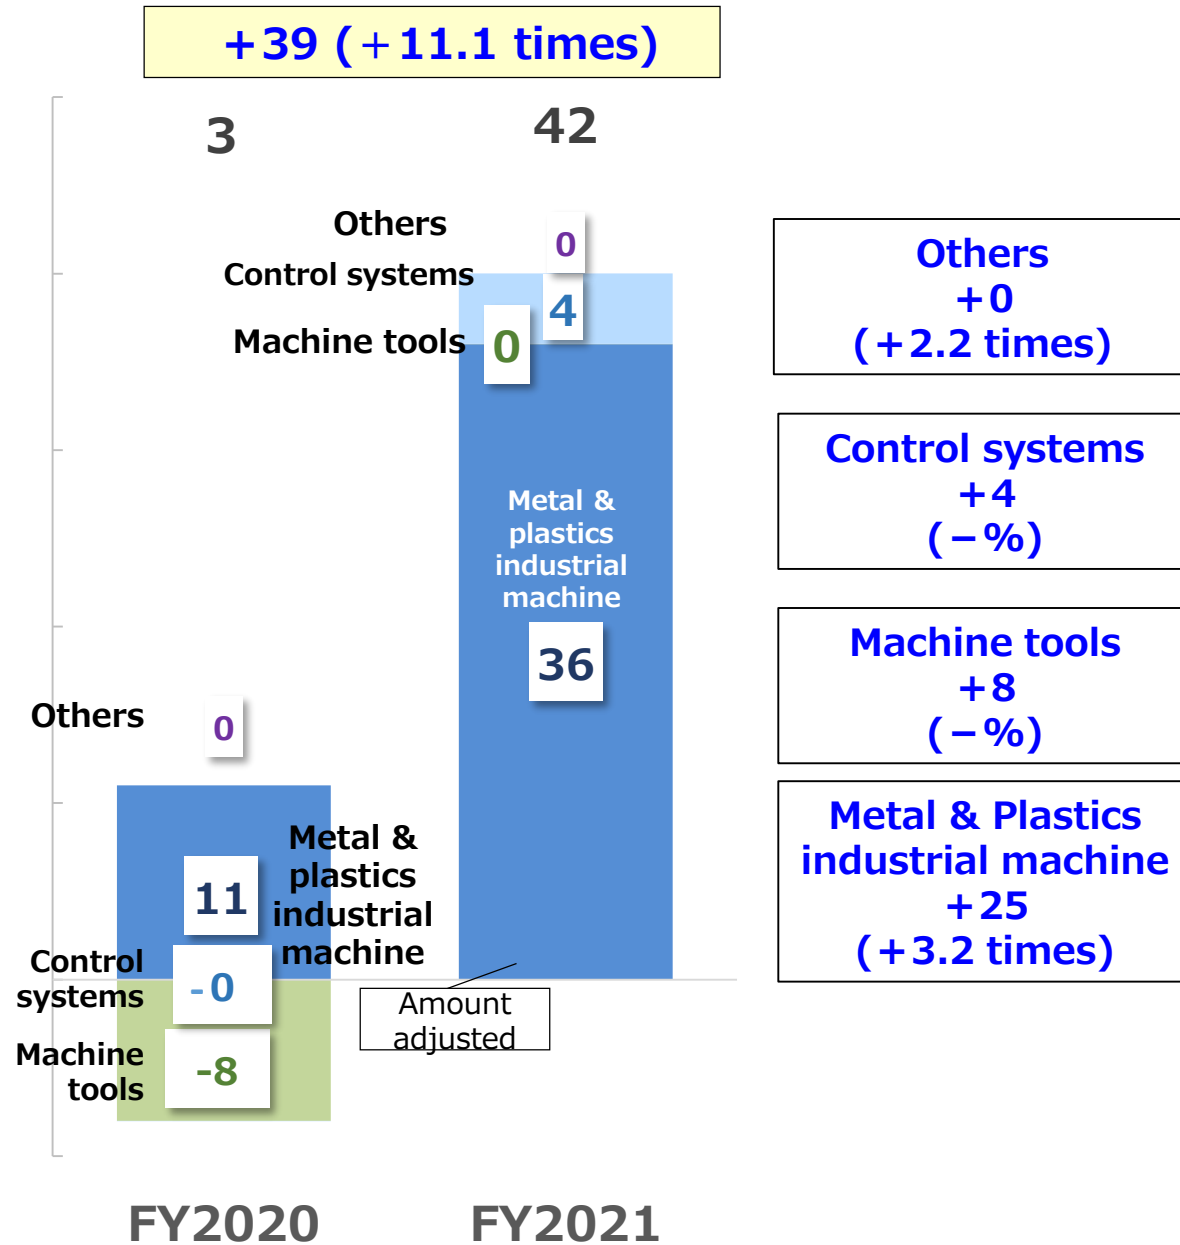 +39 (+11.1 times)
3
42
Others
0
Control systems
4
Machine tools
0
Metal &
plastics
industrial
machine
36
Others
0
Metal &
plastics
industrial
machine
11
Control
systems
-0
Machine
tools
-8
Amount
adjusted
FY2020
FY2021
Others
+0
(+2.2 times)
Control systems
+4
(−%)
Machine tools
+8
(−%)
Metal & Plastics
industrial machine
+25
(+3.2 times)